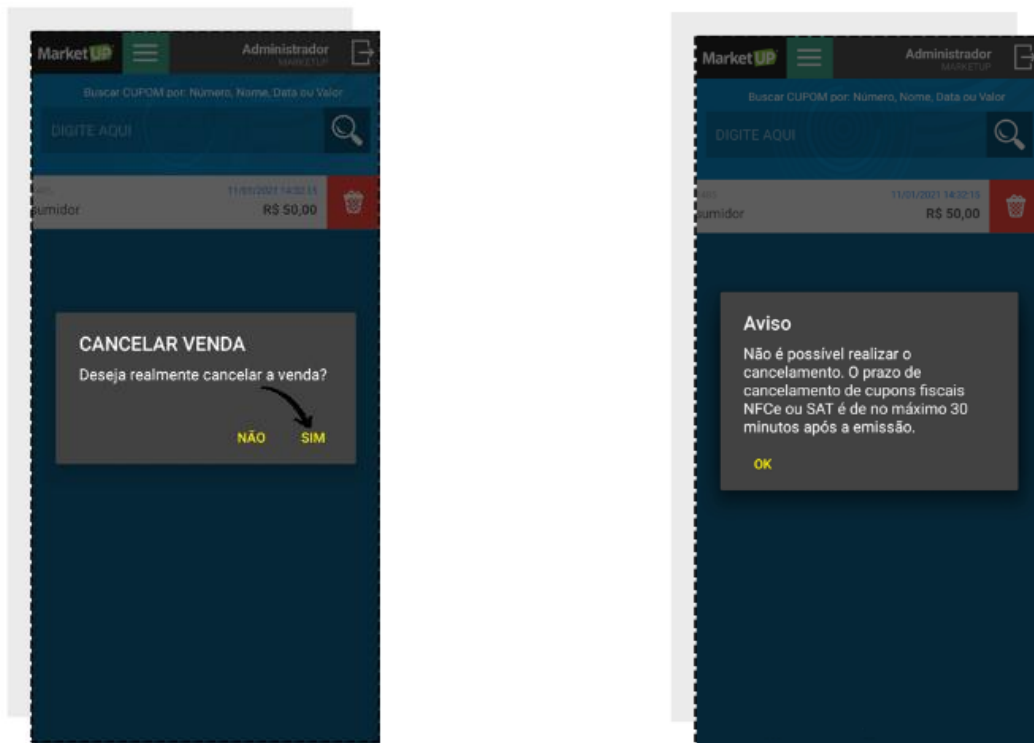 MarketUP
Administrador
MARKETUP
Buscar CUPOM por: Número, Nome, Data ou Valor
DIGITE AQUI
11/01/2021 14:32:15
sumidor
R$ 50,00
CANCELAR VENDA
Deseja realmente cancelar a venda?
NÃO SIM
MarketUP
Administrador
MARKETUP
Buscar CUPOM por: Número, Nome, Data ou Valor
DIGITE AQUI
11/01/2021 14:32:15
sumidor
R$ 50,00
Aviso
Não é possível realizar o
cancelamento. O prazo de
cancelamento de cupons fiscais
NFCe ou SAT é de no máximo 30
minutos após a emissão.
OK